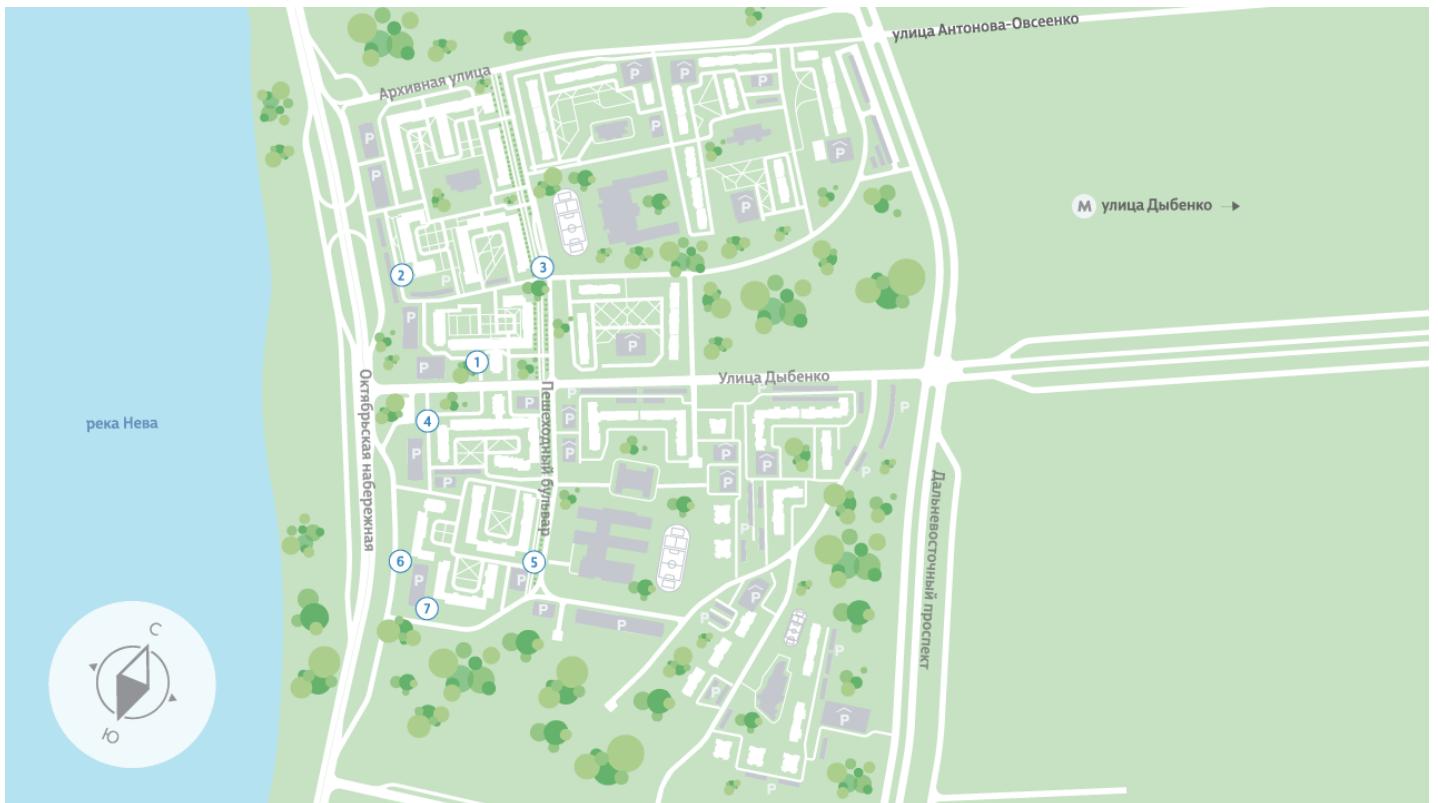 улица Антонова-Овсеенко
Архивная улица
P
P
P
P
P
P
P
P
М улица Дыбенко
P
2
3
P
P
P
1
Улица Дыбенко
Октябрьская набережная
Пешеходный бульвар
P
P
P
P
P
4
река Нева
P
P
P
P
P
P
P
Дальневосточный проспект
6
5
P
P
7
P
P
P
P
С
Ю
P
P
P